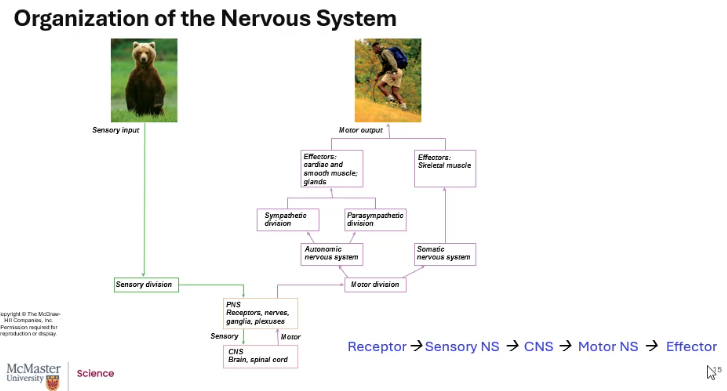 Organization of the Nervous System
Sensory input
Motor output
Effectors:
cardiac and
smooth muscle;
glands
Effectors:
Skeletal muscle
Sympathetic
division
Parasympathetic
division
Autonomic
nervous system
Somatic
nervous system
Sensory division
Motor division
PNS
Receptors, nerves,
ganglia, plexuses
Sensory
Motor
CNS
Brain, spinal cord
opyright © The McGraw-
Hill Companies, Inc.
Permission required for
reproduction or display.
Receptor → Sensory NS → CNS → Motor NS → Effector
McMaster
University
Science
15